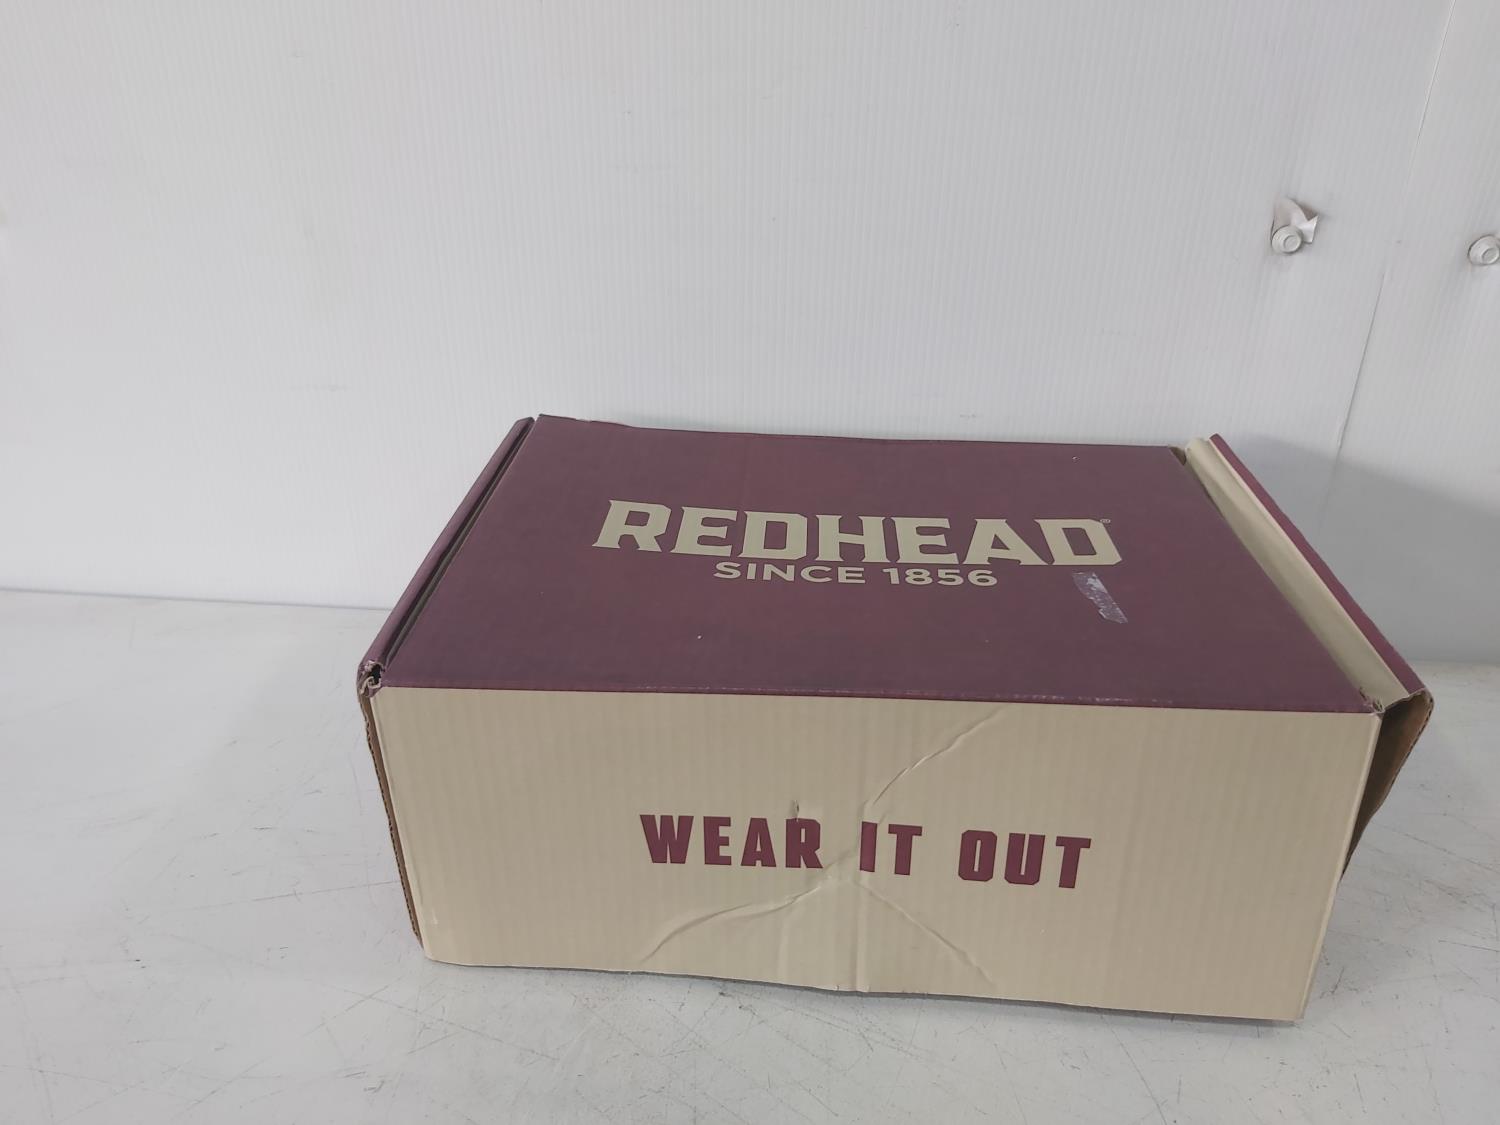 REDHEAD®
SINCE 1856
WEAR IT OUT